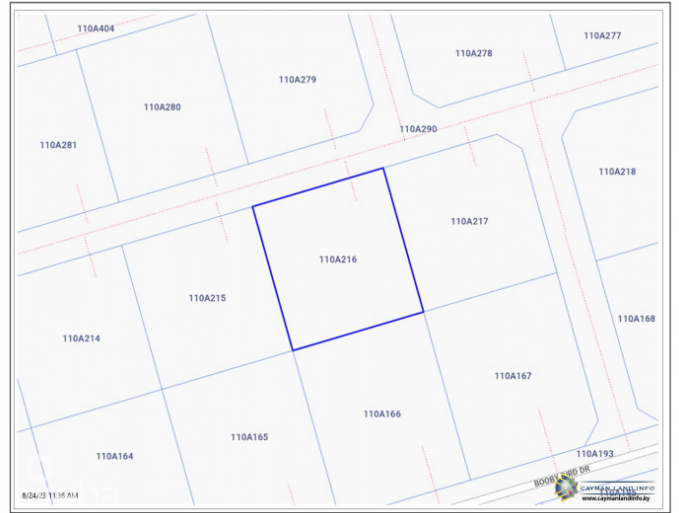 110A404
110A277
110A278
110A279
110A280
110A290
110A281
110A218
110A217
110A216
110A215
110A168
110A214
110A167
110A166
110A165
110A193
110A164
BOOBY BIRD DR
CAYMAN LAND INFO
www.caymanlandinfo.ky
8/24/23 11:16 AM